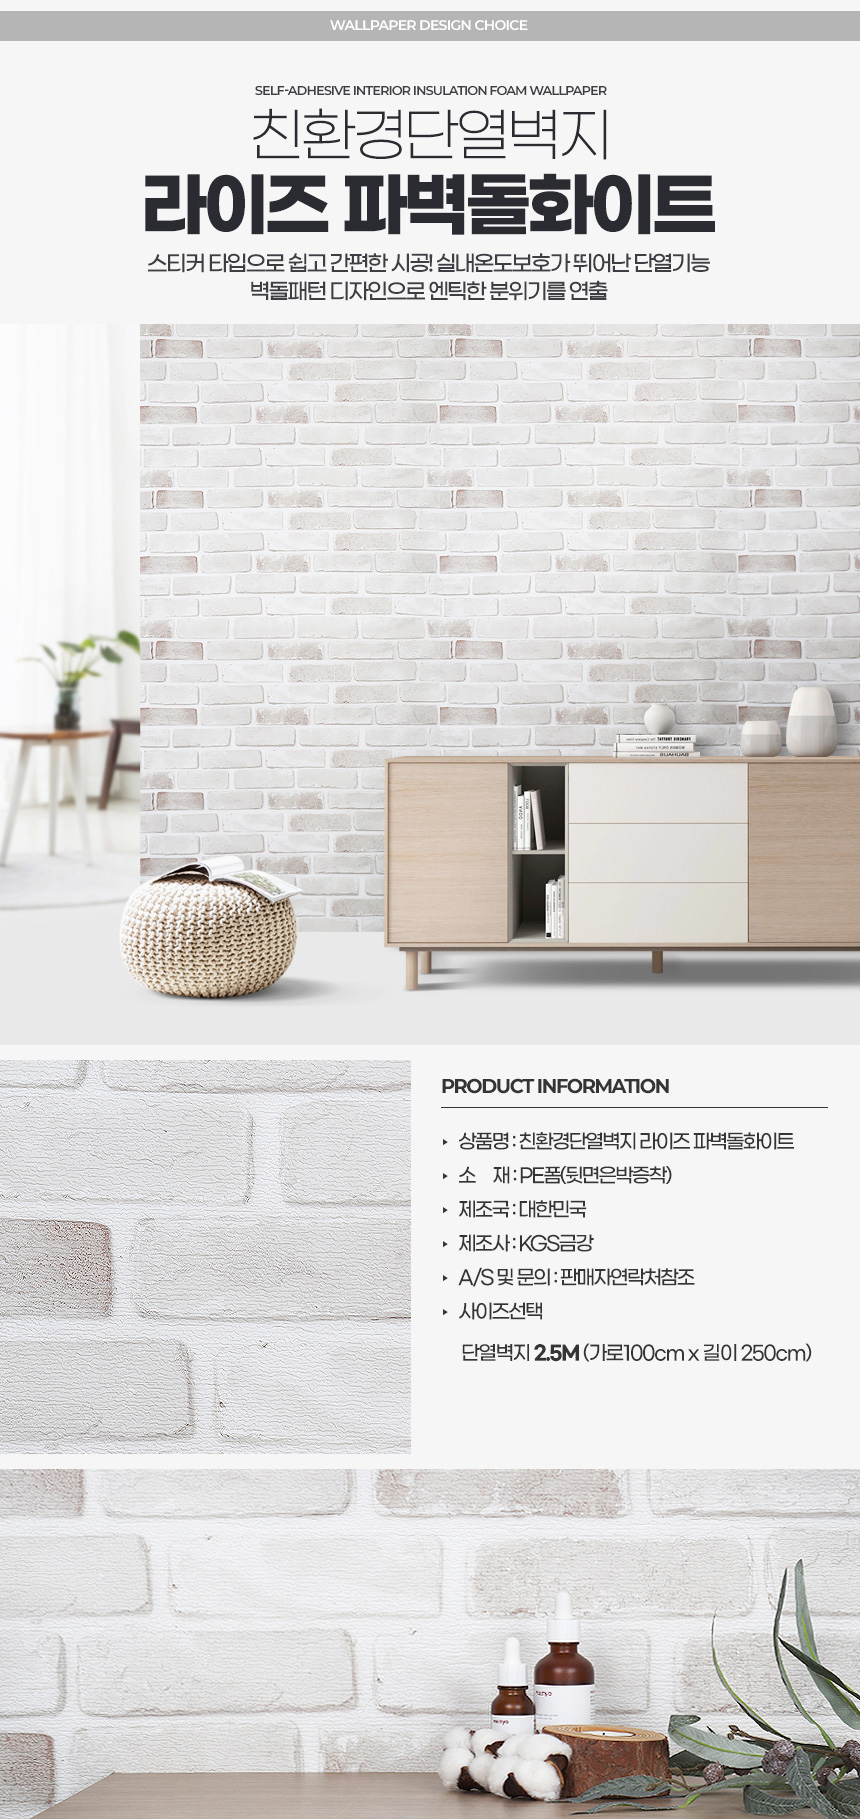 WALLPAPER DESIGN CHOICE
SELF-ADHESIVE INTERIOR INSULATION FOAM WALLPAPER
친환경단열벽지
라이즈 파벽돌화이트
스티커 타입으로 쉽고 간편한 시공! 실내온도보호가 뛰어난 단열기능
벽돌패턴 디자인으로 엔틱한 분위기를 연출
PRODUCT INFORMATION
상품명 : 친환경단열벽지 라이즈 파벽돌화이트
소 재 : PE폼(뒷면은박증착)
제조국 : 대한민국
제조사 : KGS금강
A/S 및 문의 : 판매자연락처참조
사이즈선택
단열벽지 2.5M (가로100cm x 길이 250cm)